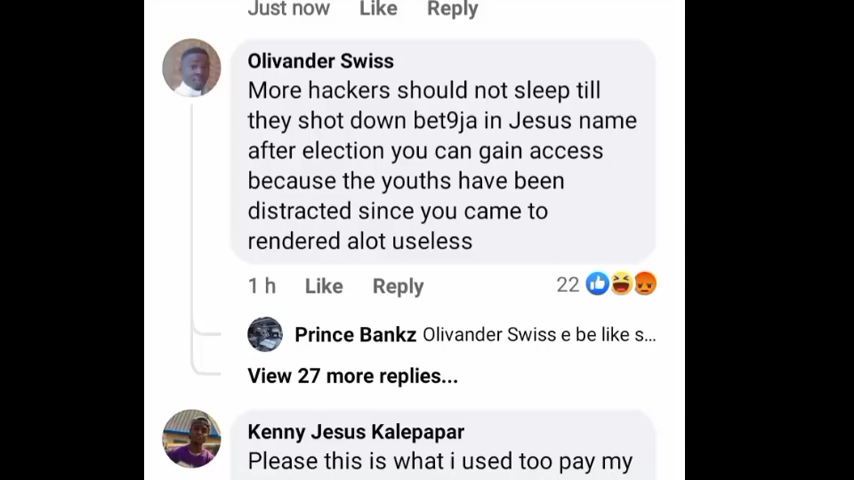 Just now Like Reply
Olivander Swiss
More hackers should not sleep till
they shot down bet9ja in Jesus name
after election you can gain access
because the youths have been
distracted since you came to
rendered alot useless
1 h Like Reply 22
Prince Bankz Olivander Swiss e be like s...
View 27 more replies...
Kenny Jesus Kalepapar
Please this is what i used too pay my